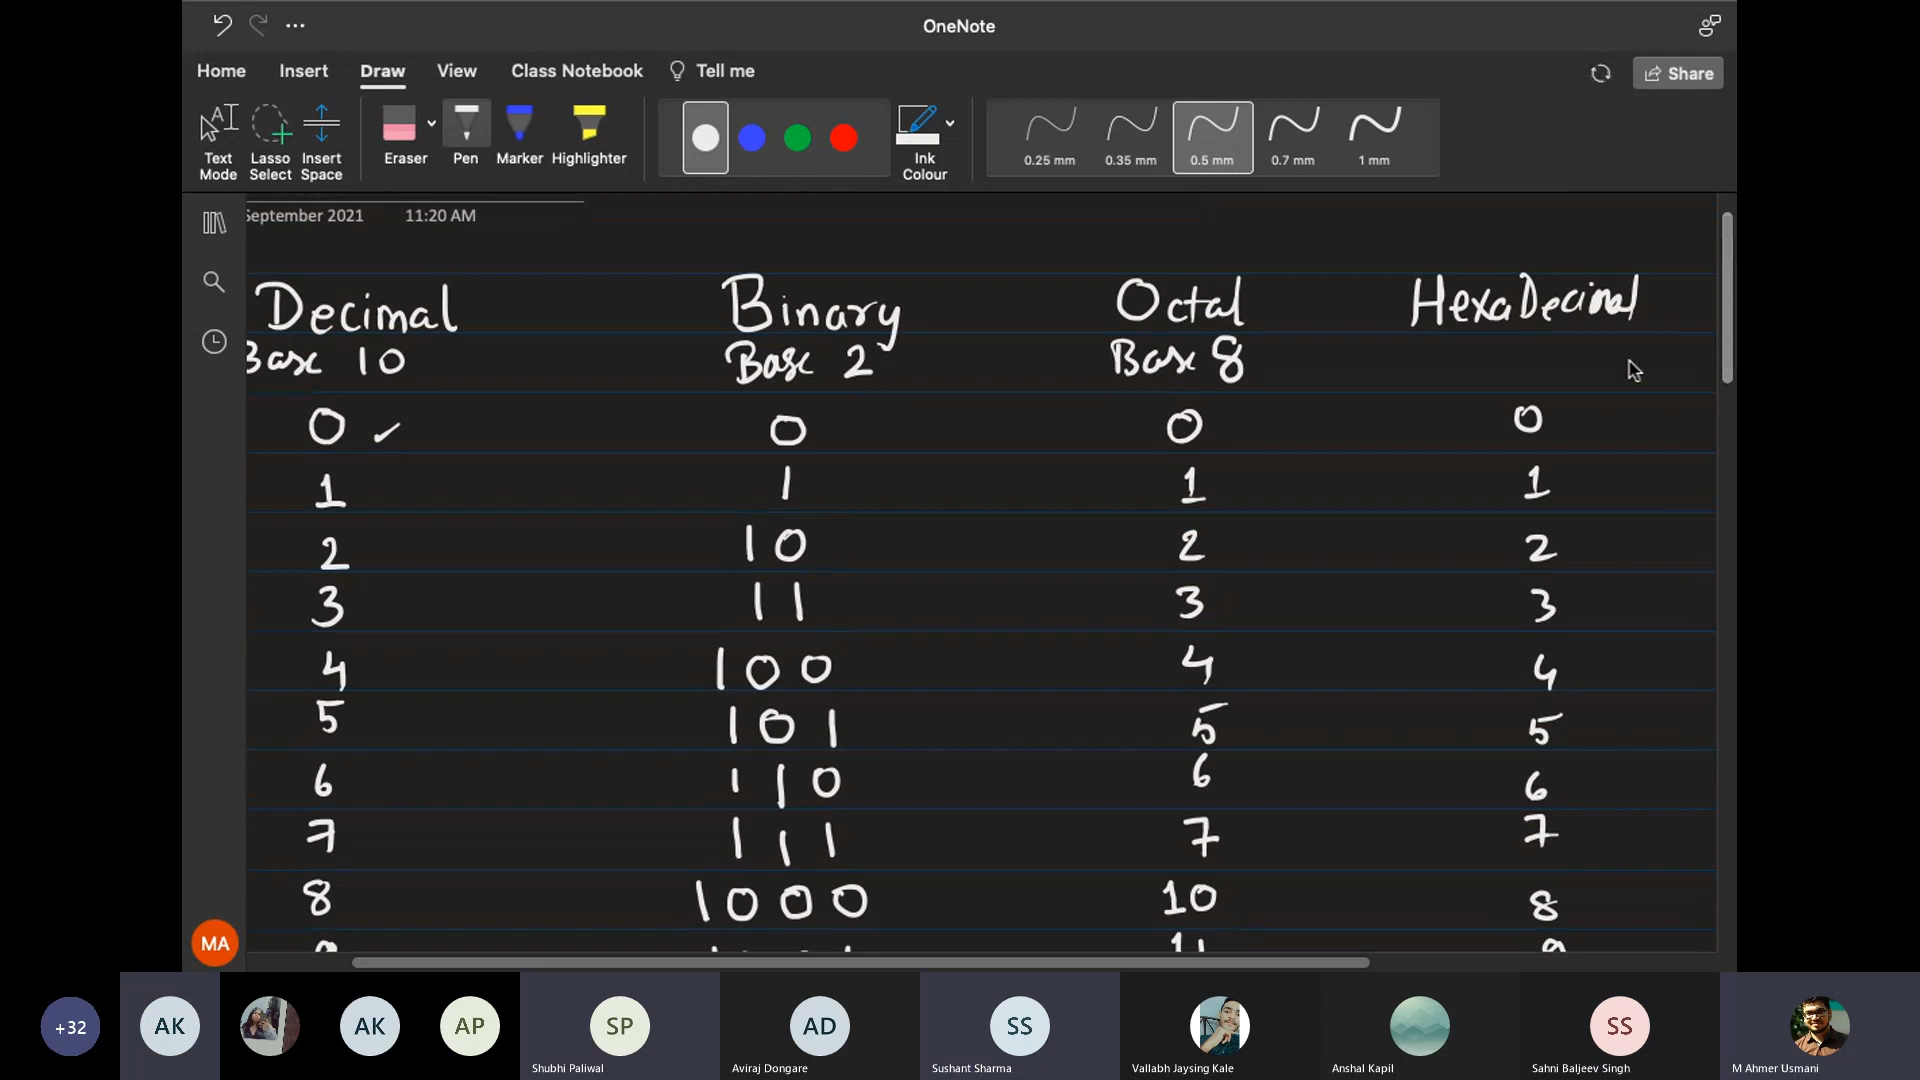 OneNote
Home Insert Draw View Class Notebook Tell me Share
Text Mode
Lasso Select
Insert Space
Eraser
Pen
Marker
Highlighter
Ink Colour
0.25 mm 0.35 mm 0.5 mm 0.7 mm 1 mm
September 2021 11:20 AM
Decimal Binary Octal HexaDecimal
Base 10 Base 2 Base 8
0 ✓ 0 0 0
1 1 1 1
2 10 2 2
3 11 3 3
4 100 4 4
5 101 5 5
6 110 6 6
7 111 7 7
8 1000 10 8
MA
+32 AK AK AP SP AD SS SS
Shubhi Paliwal Aviraj Dongare Sushant Sharma Vallabh Jaysing Kale Anshal Kapil Sahni Baljeev Singh M Ahmer Usmani